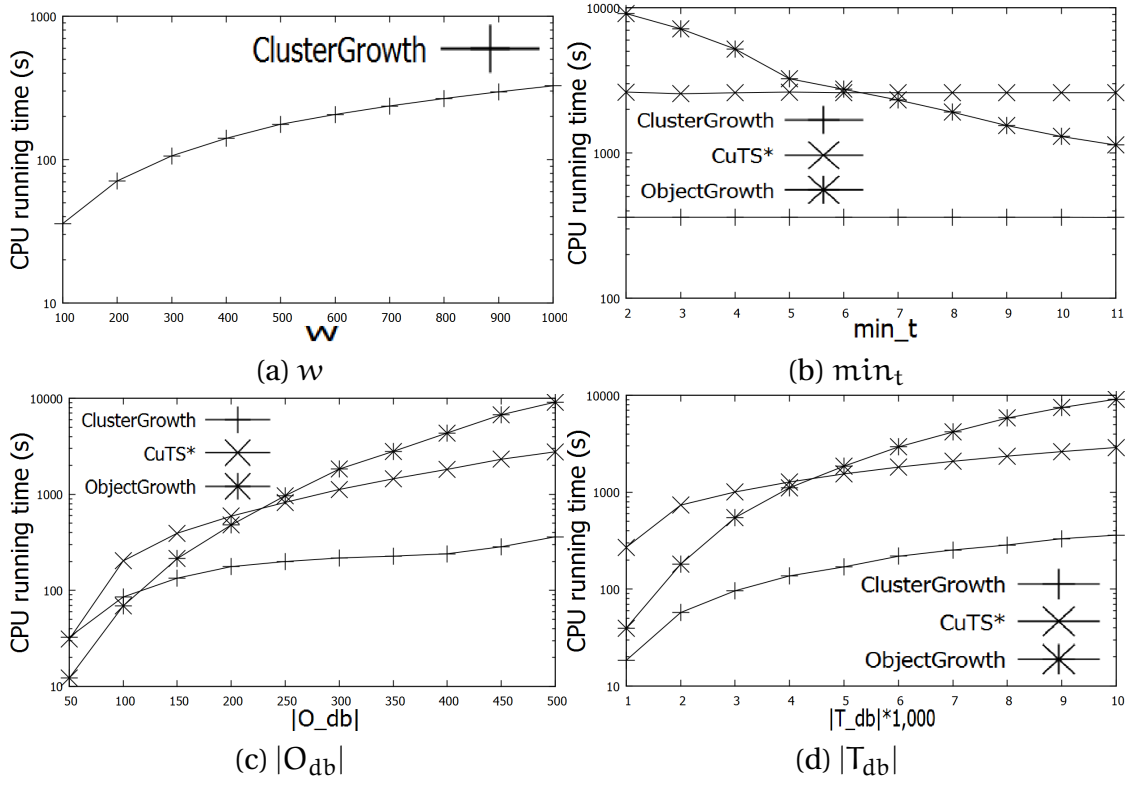 1000
100
10
CPU running time (s)
ClusterGrowth
100 200 300 400 500 600 700 800 900 1000
w
(a) w
10000
1000
100
CPU running time (s)
ClusterGrowth
CuTS*
ObjectGrowth
2 3 4 5 6 7 8 9 10 11
min_t
(b) min_t
10000
1000
100
10
CPU running time (s)
ClusterGrowth
CuTS*
ObjectGrowth
50 100 150 200 250 300 350 400 450 500
|O_db|
(c) |O_db|
10000
1000
100
10
CPU running time (s)
ClusterGrowth
CuTS*
ObjectGrowth
1 2 3 4 5 6 7 8 9 10
|T_db|*1,000
(d) |T_db|